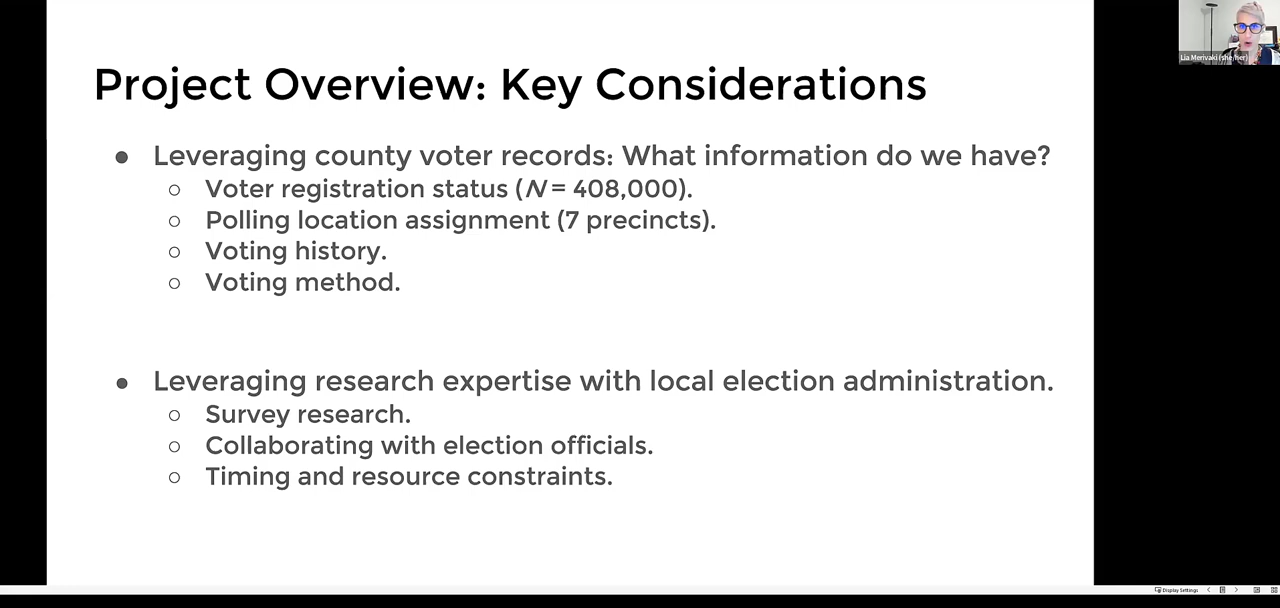 Project Overview: Key Considerations
● Leveraging county voter records: What information do we have?
○ Voter registration status (N = 408,000).
○ Polling location assignment (7 precincts).
○ Voting history.
○ Voting method.
● Leveraging research expertise with local election administration.
○ Survey research.
○ Collaborating with election officials.
○ Timing and resource constraints.
Lia Merivaki (she/her)
Display Settings